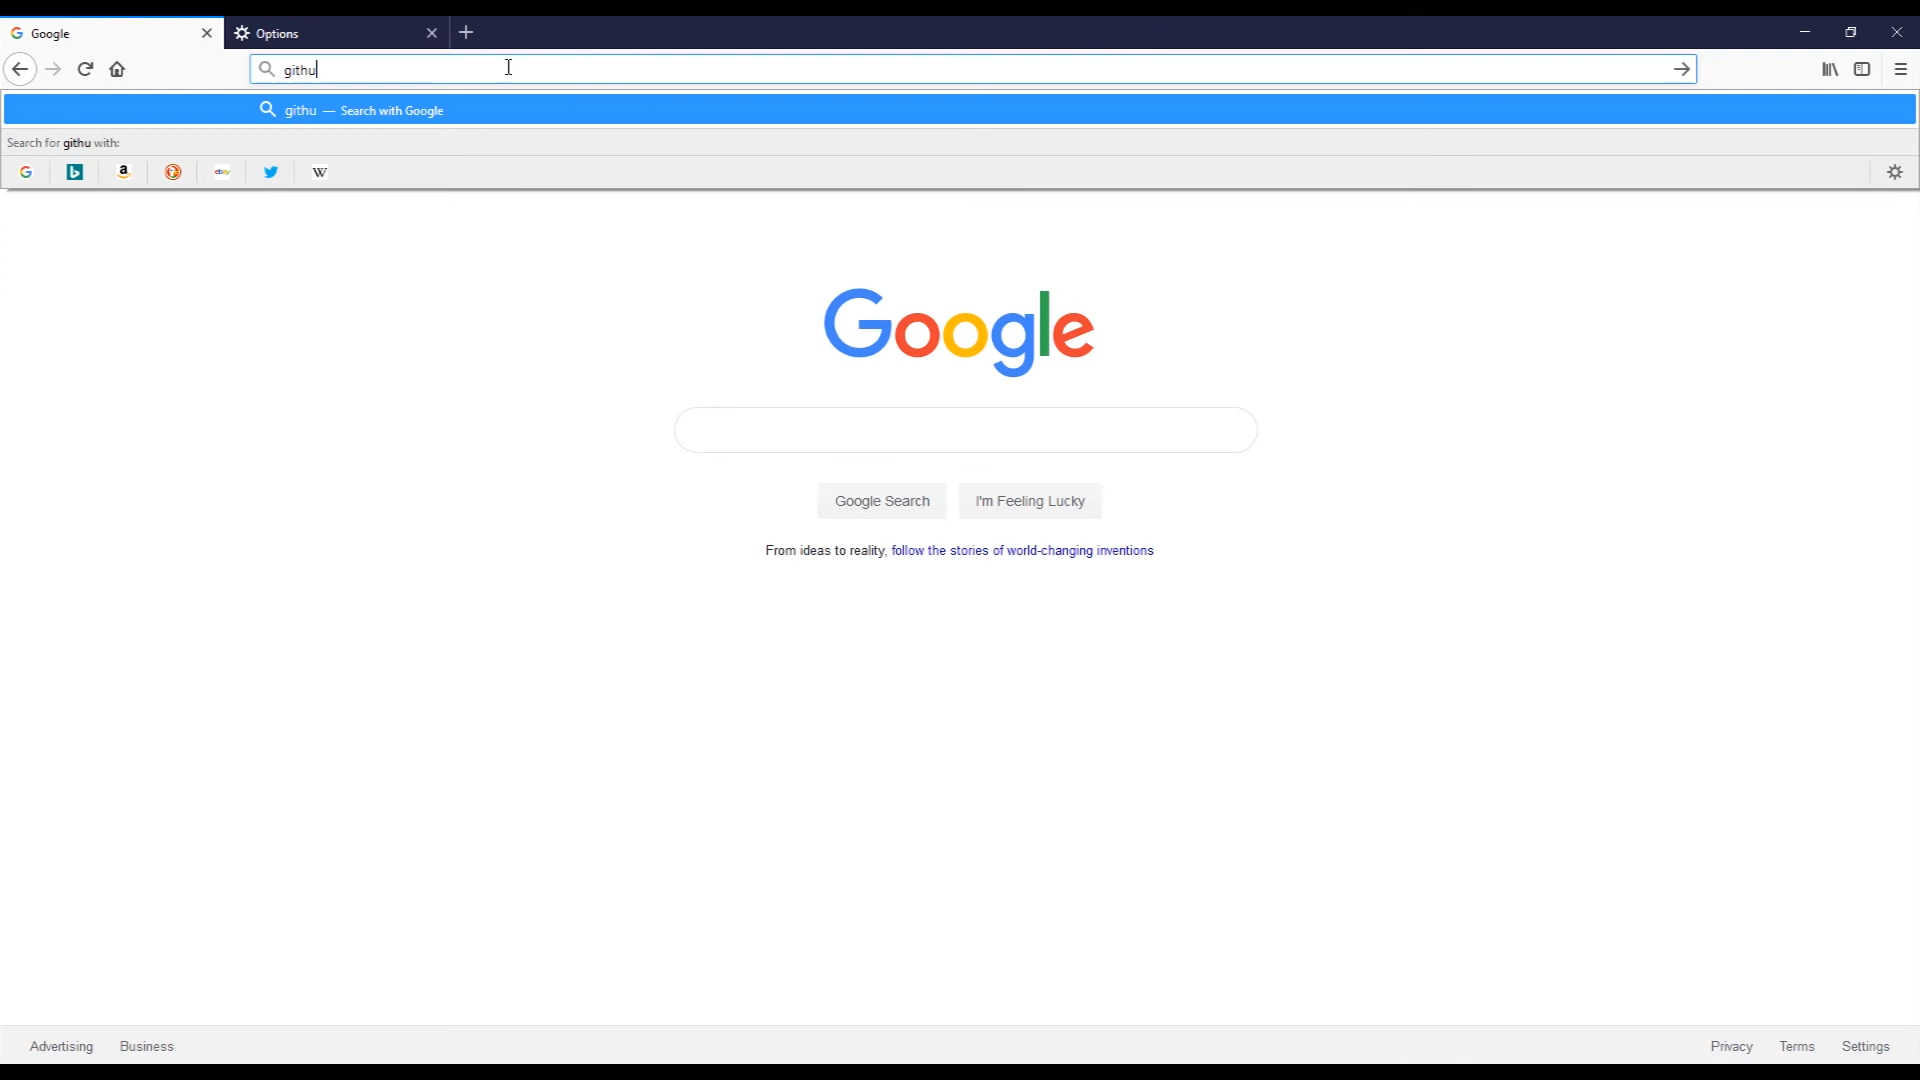 Google
Options
githu
githu — Search with Google
Search for githu with:
a
ebay
W
Google
Google Search
I'm Feeling Lucky
From ideas to reality, follow the stories of world-changing inventions
Advertising
Business
Privacy
Terms
Settings